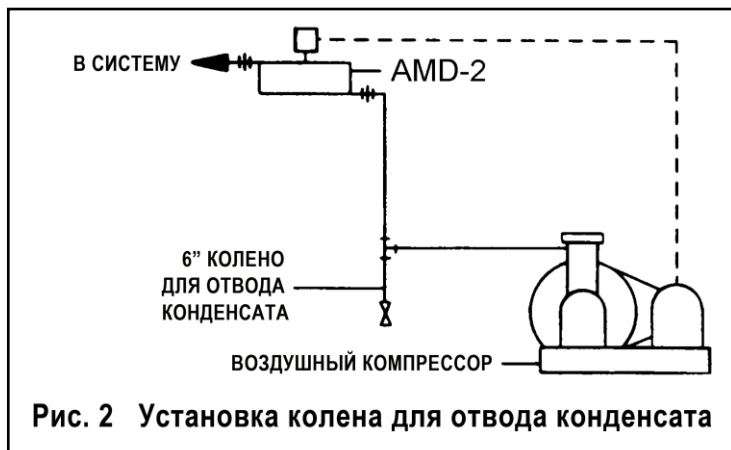 В СИСТЕМУ
AMD-2
6” КОЛЕНО
ДЛЯ ОТВОДА
КОНДЕНСАТА
ВОЗДУШНЫЙ КОМПРЕССОР
Рис. 2 Установка колена для отвода конденсата